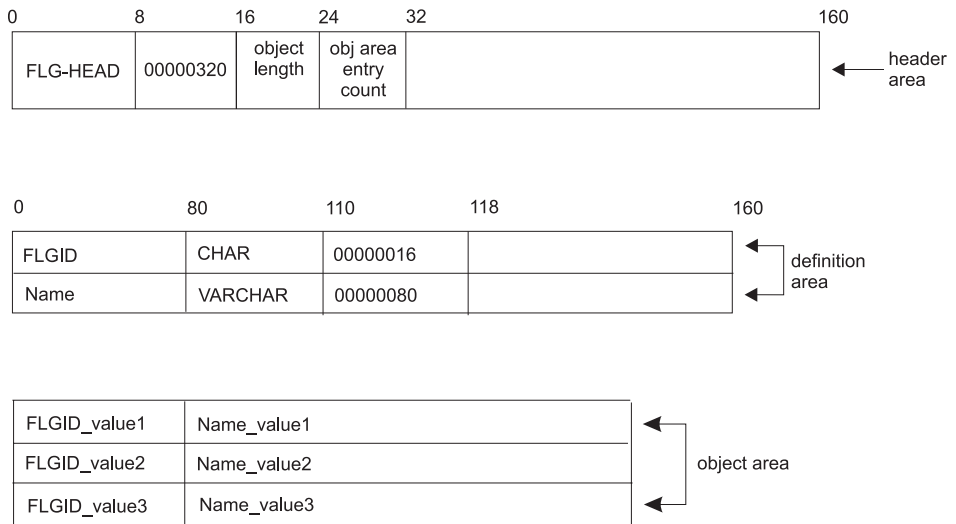 0 8 16 24 32 160
FLG-HEAD 00000320 object length obj area entry count
header area
0 80 110 118 160
FLGID CHAR 00000016
Name VARCHAR 00000080
definition area
FLGID_value1 Name_value1
FLGID_value2 Name_value2
FLGID_value3 Name_value3
object area